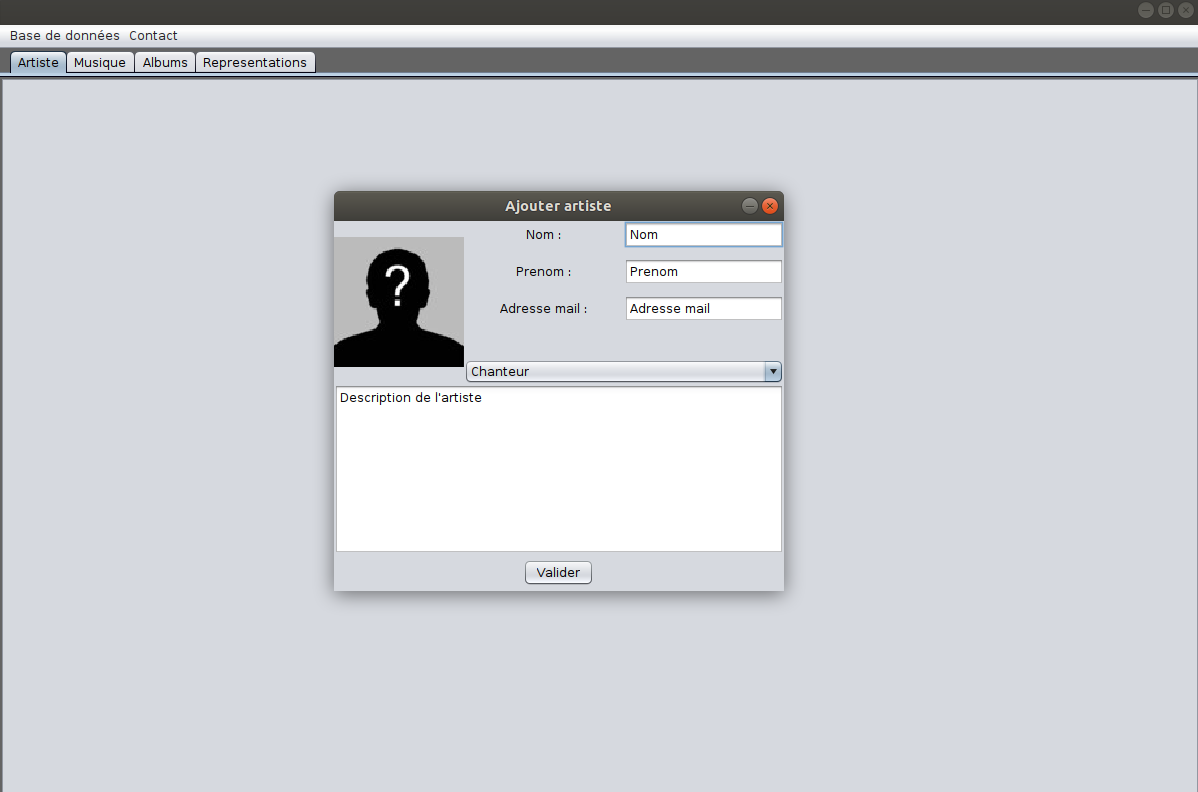 Base de données Contact
Artiste Musique Albums Representations
Ajouter artiste
?
Nom : Nom
Prenom : Prenom
Adresse mail : Adresse mail
Chanteur
Description de l'artiste
Valider